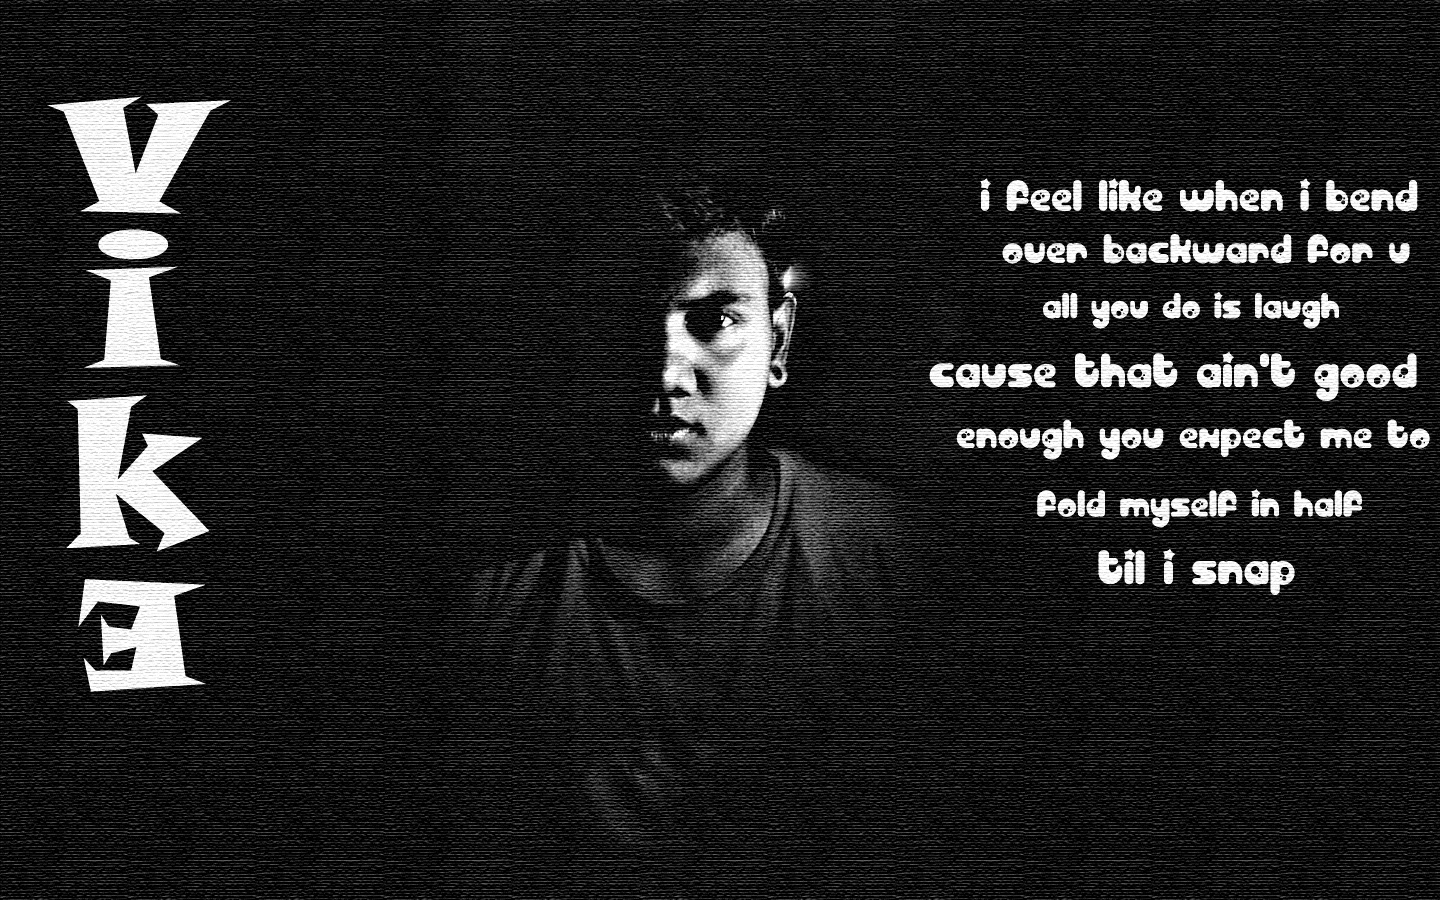 ViKE
i feel like when i bend
over backward for u
all you do is laugh
cause that ain't good
enough you expect me to
fold myself in half
til i snap